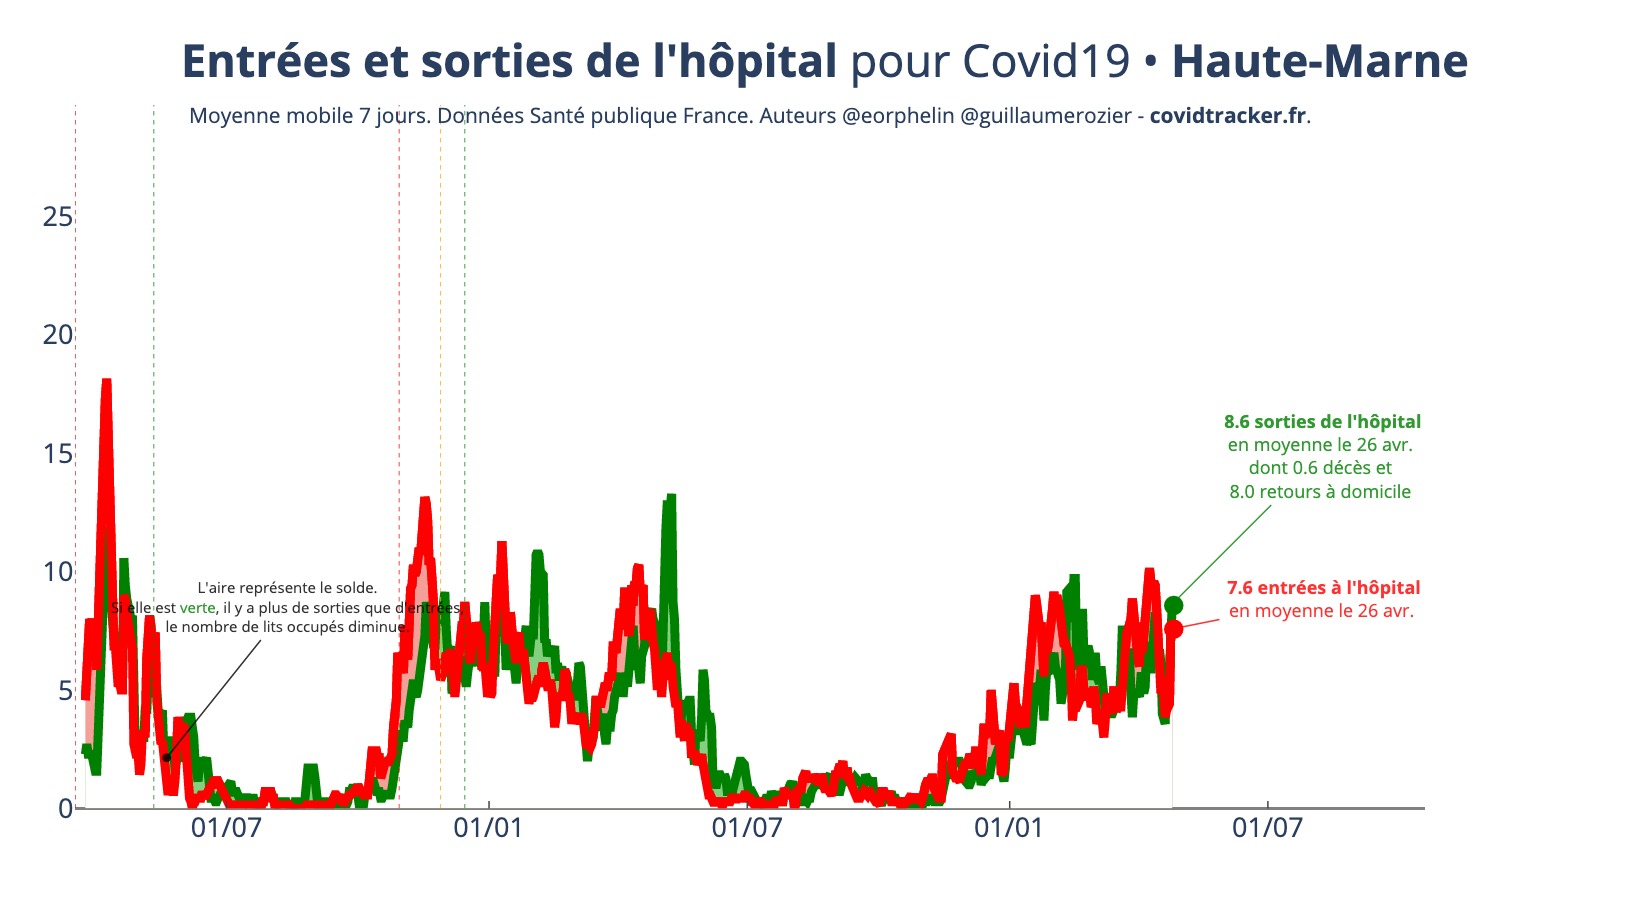 Entrées et sorties de l'hôpital pour Covid19 • Haute-Marne
Moyenne mobile 7 jours. Données Santé publique France. Auteurs @eorphelin @guillaumerozier - covidtracker.fr.
25
20
15
10
5
0
L'aire représente le solde.
Si elle est verte, il y a plus de sorties que d'entrées,
le nombre de lits occupés diminue.
8.6 sorties de l'hôpital
en moyenne le 26 avr.
dont 0.6 décès et
8.0 retours à domicile
7.6 entrées à l'hôpital
en moyenne le 26 avr.
01/07
01/01
01/07
01/01
01/07